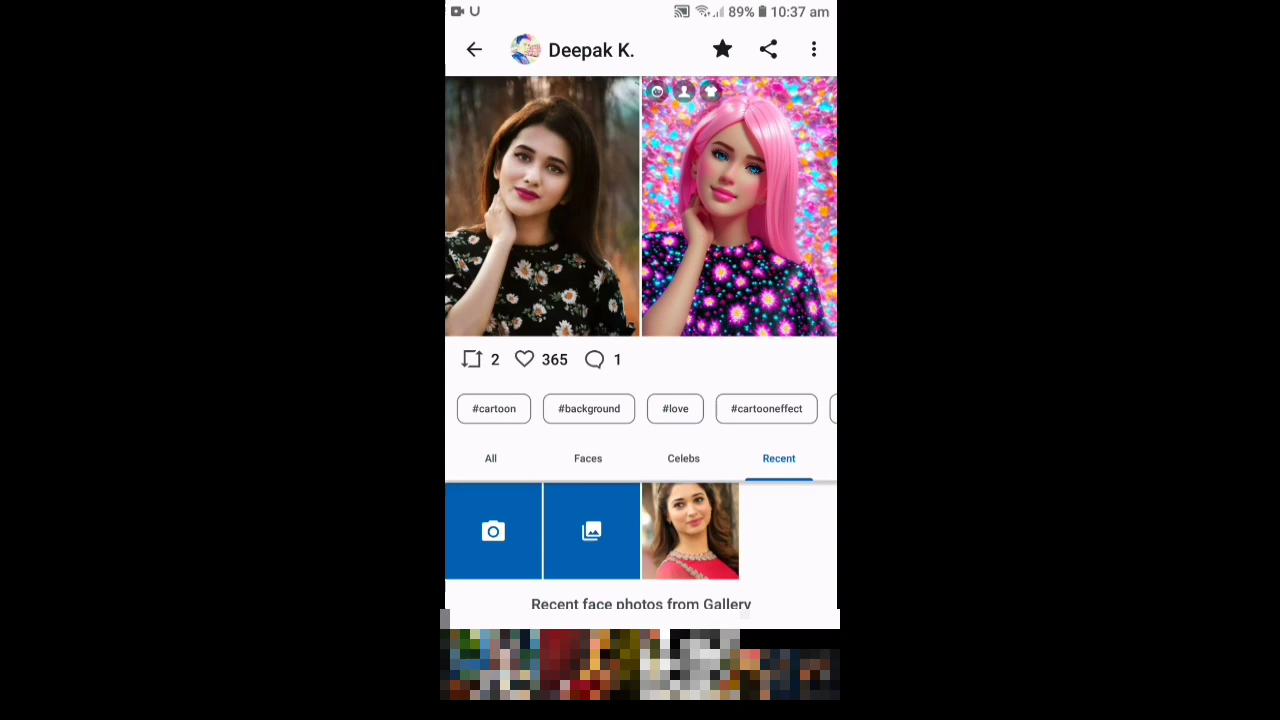 U 89% 10:37 am
Deepak K.
2 365 1
#cartoon #background #love #cartooneffect
All Faces Celebs Recent
Recent face photos from Gallery